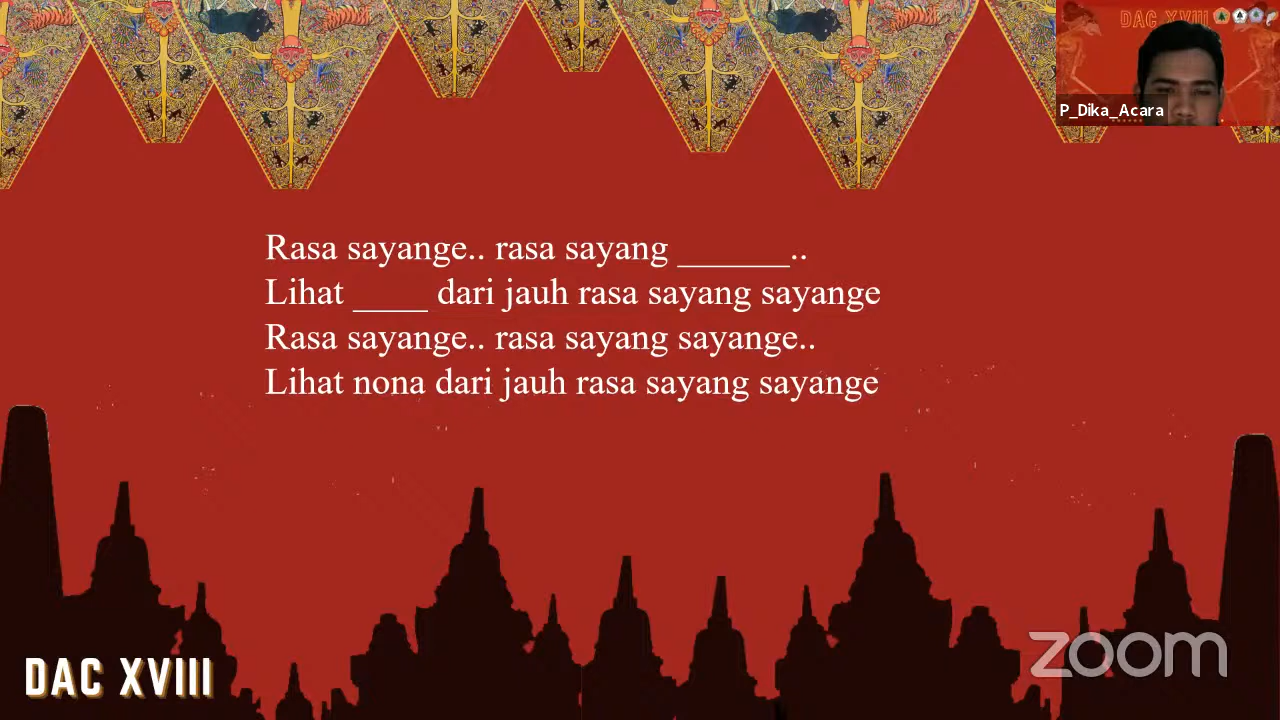 DAC XVIII
P_Dika_Acara
Rasa sayange.. rasa sayang ______..
Lihat ____ dari jauh rasa sayang sayange
Rasa sayange.. rasa sayang sayange..
Lihat nona dari jauh rasa sayang sayange
DAC XVIII
zoom